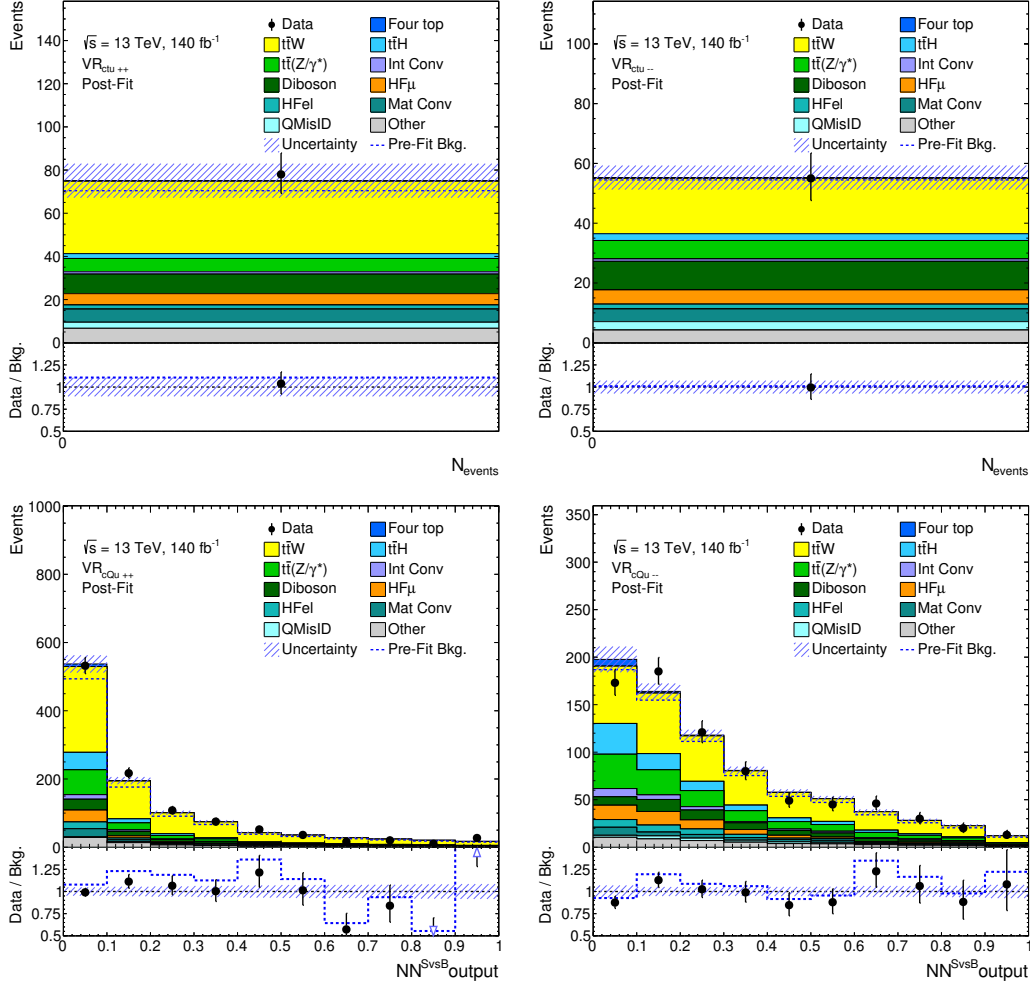 Events
160
140
120
100
80
60
40
20
0
√s = 13 TeV, 140 fb-1
VRctu ++
Post-Fit
Data
tt̄W
tt̄(Z/γ*)
Diboson
HFel
QMisID
Uncertainty
Four top
tt̄H
Int Conv
HFμ
Mat Conv
Other
Pre-Fit Bkg.
Data / Bkg.
1.25
1
0.75
0.5
0
Nevents
Events
100
80
60
40
20
0
√s = 13 TeV, 140 fb-1
VRctu --
Post-Fit
Data
tt̄W
tt̄(Z/γ*)
Diboson
HFel
QMisID
Uncertainty
Four top
tt̄H
Int Conv
HFμ
Mat Conv
Other
Pre-Fit Bkg.
Data / Bkg.
1.25
1
0.75
0.5
0
Nevents
Events
1000
800
600
400
200
0
√s = 13 TeV, 140 fb-1
VRcQu ++
Post-Fit
Data
tt̄W
tt̄(Z/γ*)
Diboson
HFel
QMisID
Uncertainty
Four top
tt̄H
Int Conv
HFμ
Mat Conv
Other
Pre-Fit Bkg.
Data / Bkg.
1.25
1
0.75
0.5
0 0.1 0.2 0.3 0.4 0.5 0.6 0.7 0.8 0.9 1
NNSvsB output
Events
350
300
250
200
150
100
50
0
√s = 13 TeV, 140 fb-1
VRcQu --
Post-Fit
Data
tt̄W
tt̄(Z/γ*)
Diboson
HFel
QMisID
Uncertainty
Four top
tt̄H
Int Conv
HFμ
Mat Conv
Other
Pre-Fit Bkg.
Data / Bkg.
1.25
1
0.75
0.5
0 0.1 0.2 0.3 0.4 0.5 0.6 0.7 0.8 0.9 1
NNSvsB output